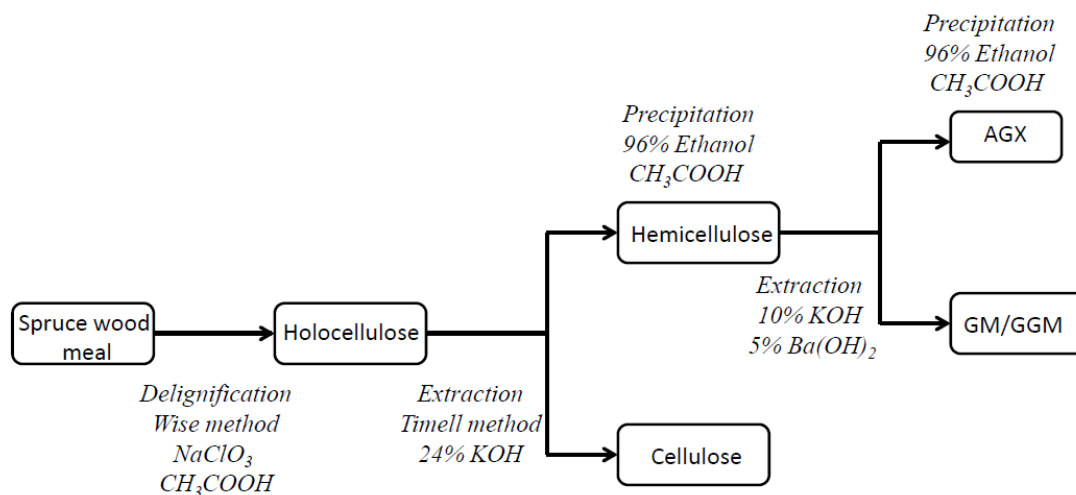 Precipitation
96% Ethanol
CH₃COOH
AGX
Precipitation
96% Ethanol
CH₃COOH
Hemicellulose
Extraction
10% KOH
5% Ba(OH)₂
GM/GGM
Spruce wood
meal
Holocellulose
Delignification
Wise method
NaClO₃
CH₃COOH
Extraction
Timell method
24% KOH
Cellulose